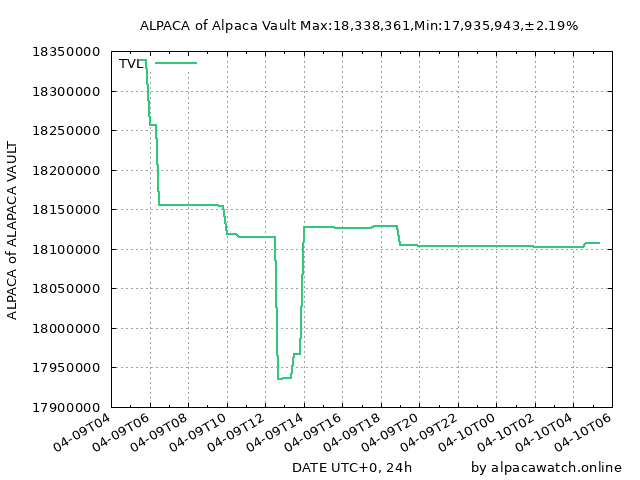 ALPACA of Alpaca Vault Max:18,338,361,Min:17,935,943,±2.19%
TVL
18350000
18300000
18250000
18200000
18150000
18100000
18050000
18000000
17950000
17900000
ALPACA of ALAPACA VAULT
04-09T04
04-09T06
04-09T08
04-09T10
04-09T12
04-09T14
04-09T16
04-09T18
04-09T20
04-09T22
04-10T00
04-10T02
04-10T04
04-10T06
DATE UTC+0, 24h
by alpacawatch.online